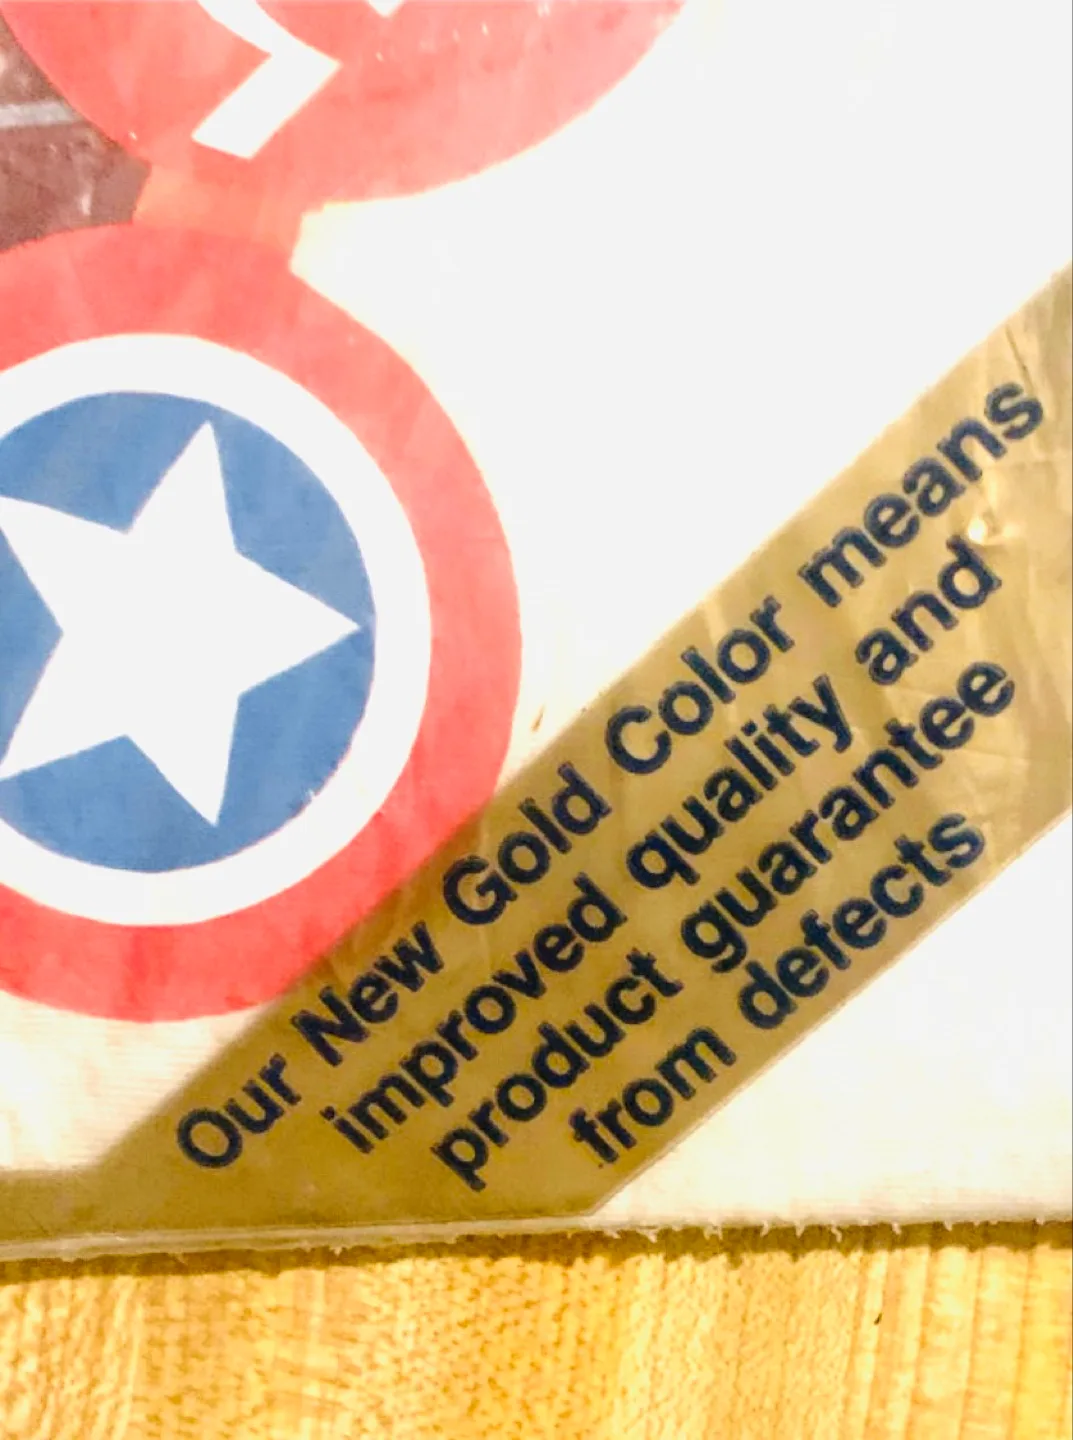 Our New Gold Color means
improved quality and
product guarantee
from defects